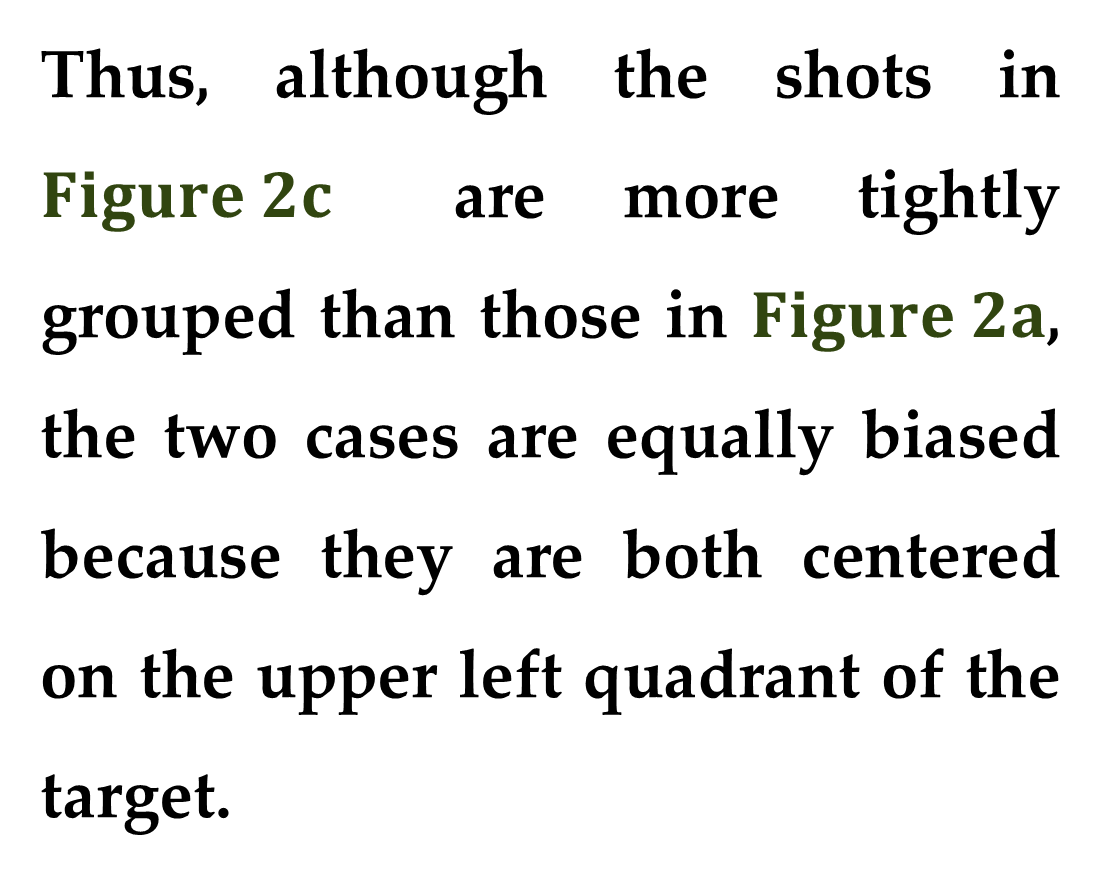 Thus, although the shots in
Figure 2c are more tightly
grouped than those in Figure 2a,
the two cases are equally biased
because they are both centered
on the upper left quadrant of the
target.